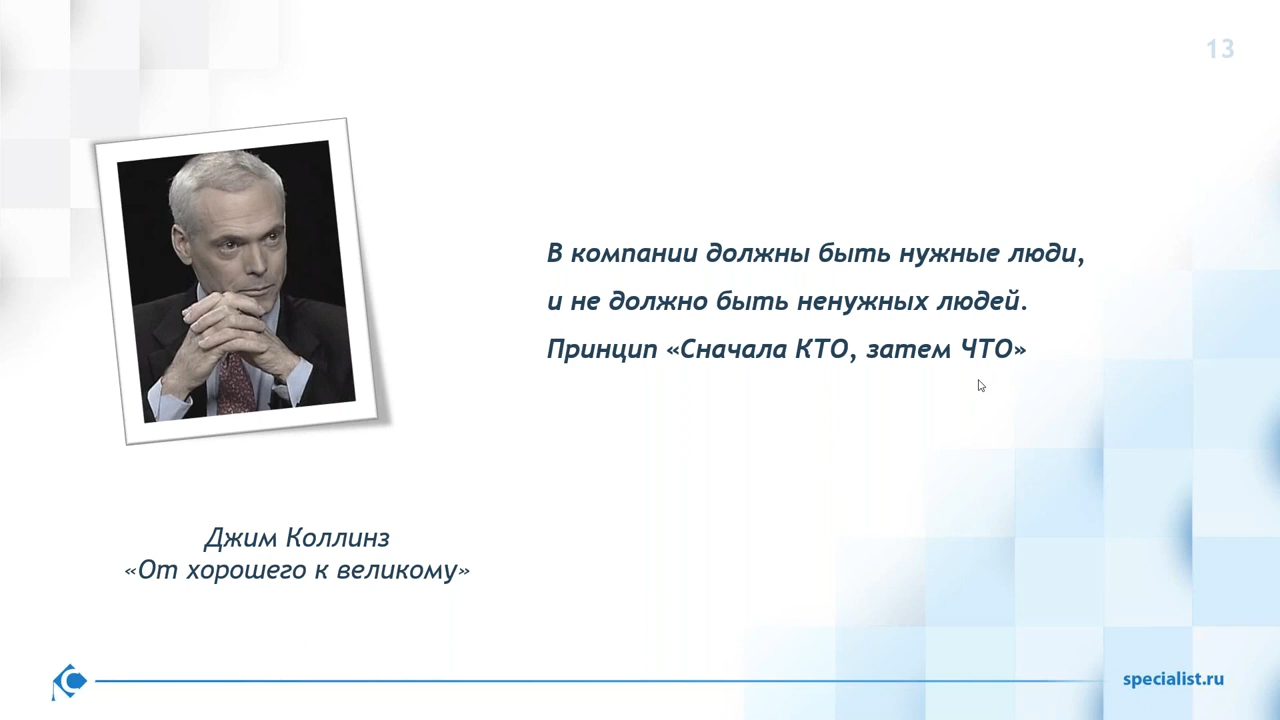 13
В компании должны быть нужные люди,
и не должно быть ненужных людей.
Принцип «Сначала КТО, затем ЧТО»
Джим Коллинз
«От хорошего к великому»
specialist.ru